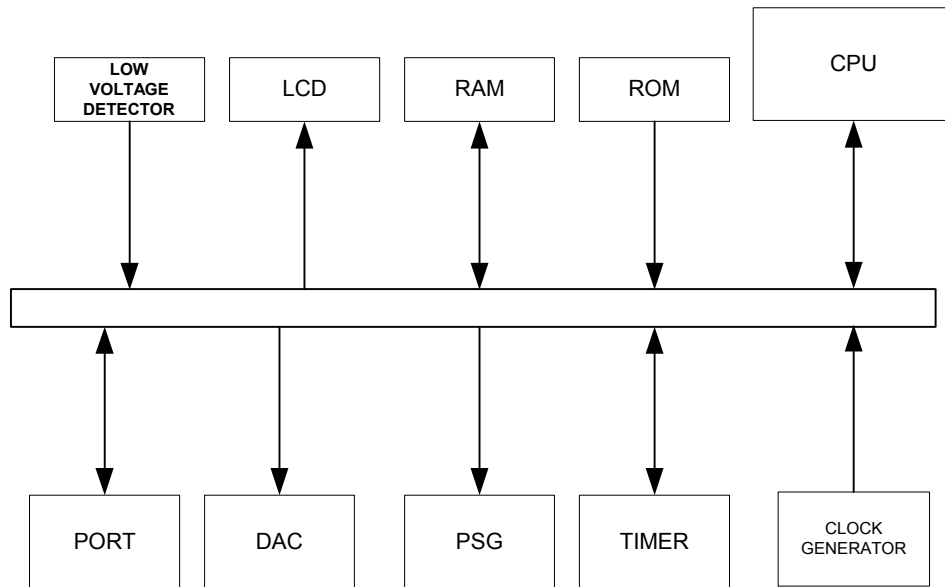 LOW
VOLTAGE
DETECTOR
LCD
RAM
ROM
CPU
PORT
DAC
PSG
TIMER
CLOCK
GENERATOR